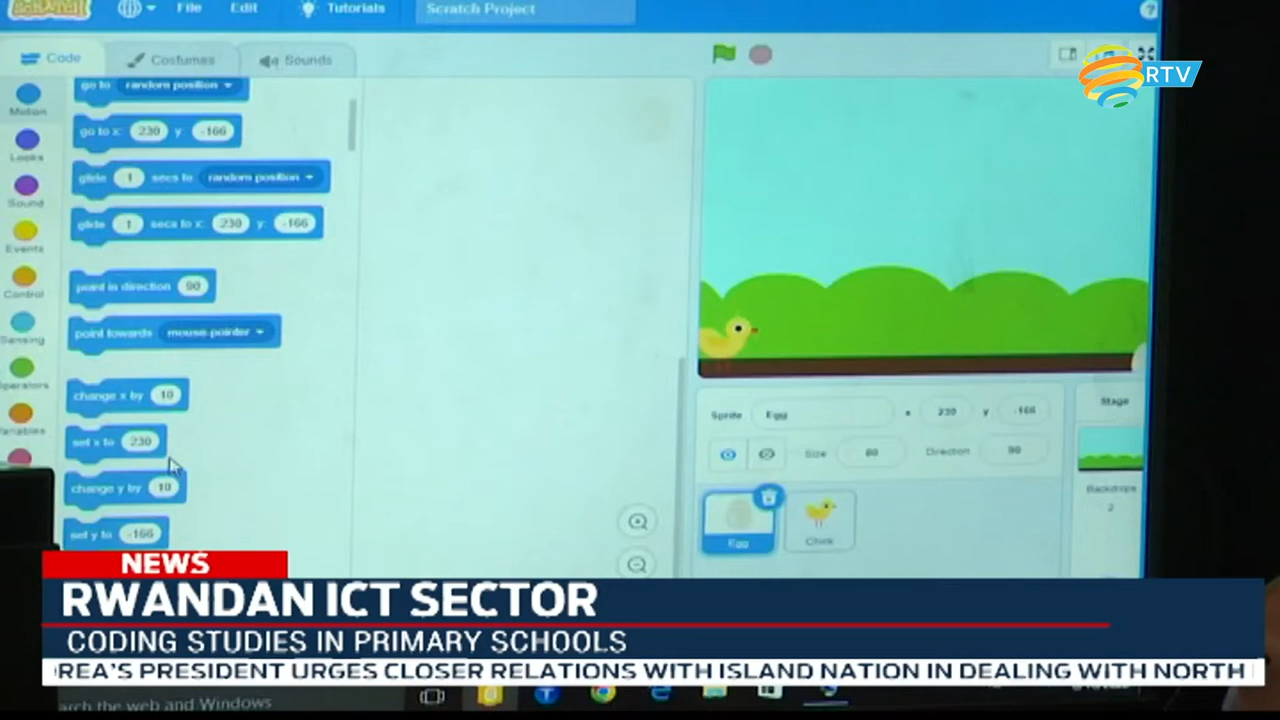 SCRATCH
File Edit Tutorials Scratch Project ?
Code Costumes Sounds
RTV
Motion
Looks
Sound
Events
Control
Sensing
Operators
Variables
go to random position
go to x: 230 y: -166
glide 1 secs to random position
glide 1 secs to x: 230 y: -166
point in direction 90
point towards mouse-pointer
change x by 10
set x to 230
change y by 10
set y to -166
Sprite Egg x 230 y -166
Size 80 Direction 90
Egg
Chick
Stage
Backdrops
2
NEWS
RWANDAN ICT SECTOR
CODING STUDIES IN PRIMARY SCHOOLS
REA'S PRESIDENT URGES CLOSER RELATIONS WITH ISLAND NATION IN DEALING WITH NORTH
arch the web and Windows